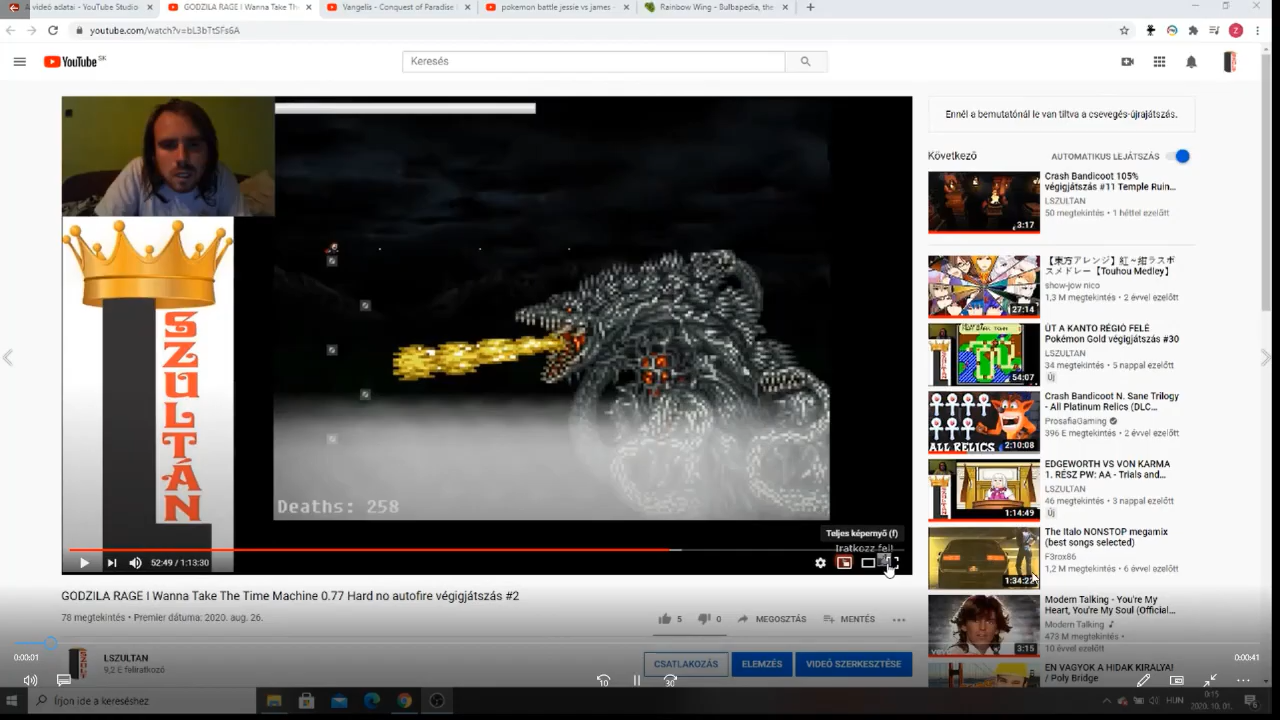 A videó adatai - YouTube Studio
GODZILA RAGE I Wanna Take The
Vangelis - Conquest of Paradise
pokemon battle jessie vs james -
Rainbow Wing - Bulbapedia, the
youtube.com/watch?v=bL3bTtSFs6A
YouTube SK
Keresés
Z
LSZULTÁN
Deaths: 258
Teljes képernyő (f)
Iratkozz fel!
52:49 / 1:13:30
GODZILA RAGE I Wanna Take The Time Machine 0.77 Hard no autofire végigjátszás #2
78 megtekintés • Premier dátuma: 2020. aug. 26.
5
0
MEGOSZTÁS
MENTÉS
0:00:01
0:00:41
LSZULTAN
9,2 E feliratkozó
CSATLAKOZÁS
ELEMZÉS
VIDEÓ SZERKESZTÉSE
10
30
Ennél a bemutatónál le van tiltva a csevegés-újrajátszás.
Következő
AUTOMATIKUS LEJÁTSZÁS
Crash Bandicoot 105%
végigjátszás #11 Temple Ruin...
LSZULTAN
50 megtekintés • 1 héttel ezelőtt
3:17
【東方アレンジ】紅~紺ラスボ
スメドレー【Touhou Medley】
show-jow nico
1,3 M megtekintés • 2 évvel ezelőtt
27:14
ÚT A KANTO RÉGIÓ FELÉ
Pokémon Gold végigjátszás #30
LSZULTAN
34 megtekintés • 5 nappal ezelőtt
Új
54:07
Crash Bandicoot N. Sane Trilogy
- All Platinum Relics (DLC...
ProsafiaGaming
396 E megtekintés • 2 évvel ezelőtt
ALL RELICS
2:10:08
EDGEWORTH VS VON KARMA
1. RÉSZ PW: AA - Trials and...
LSZULTAN
46 megtekintés • 3 nappal ezelőtt
Új
1:14:49
The Italo NONSTOP megamix
(best songs selected)
F3rox86
1,2 M megtekintés • 6 évvel ezelőtt
1:34:22
Modern Talking - You're My
Heart, You're My Soul (Official...
Modern Talking
473 M megtekintés •
10 évvel ezelőtt
3:15
ÉN VAGYOK A HIDAK KIRÁLYA!
/ Poly Bridge
Írjon ide a kereséshez
HUN
0:15
2020. 10. 01.